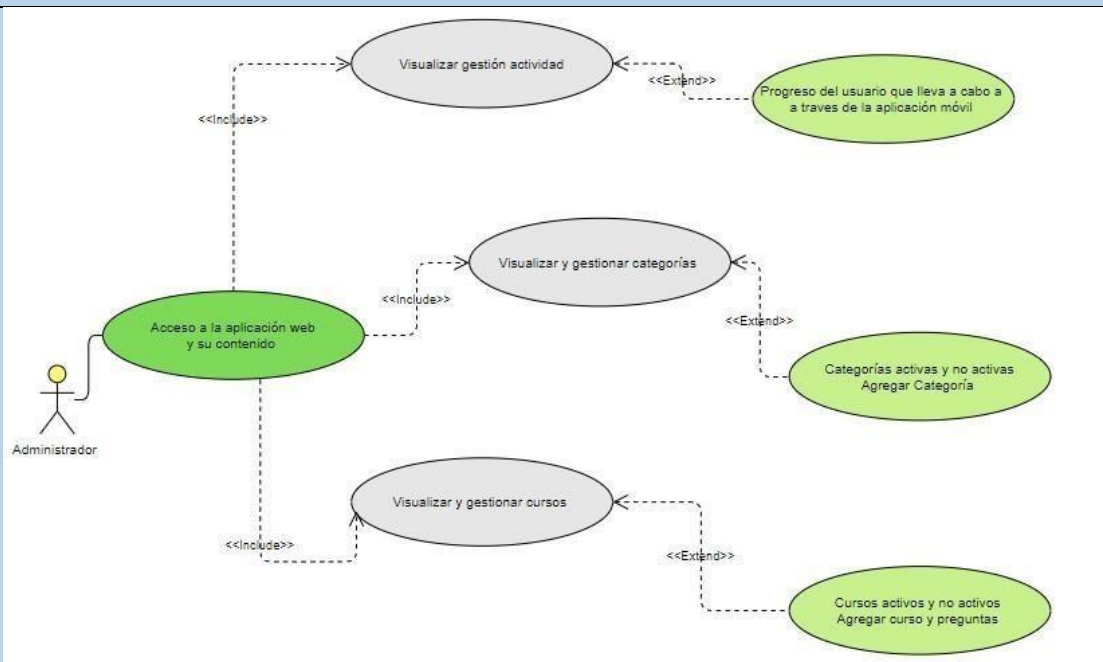 Visualizar gestión actividad
<<Extend>>
Progreso del usuario que lleva a cabo a
a traves de la aplicación móvil
<<Include>>
Visualizar y gestionar categorías
<<Include>>
<<Extend>>
Acceso a la aplicación web
y su contenido
Categorías activas y no activas
Agregar Categoría
Administrador
Visualizar y gestionar cursos
<<Include>>
<<Extend>>
Cursos activos y no activos
Agregar curso y preguntas